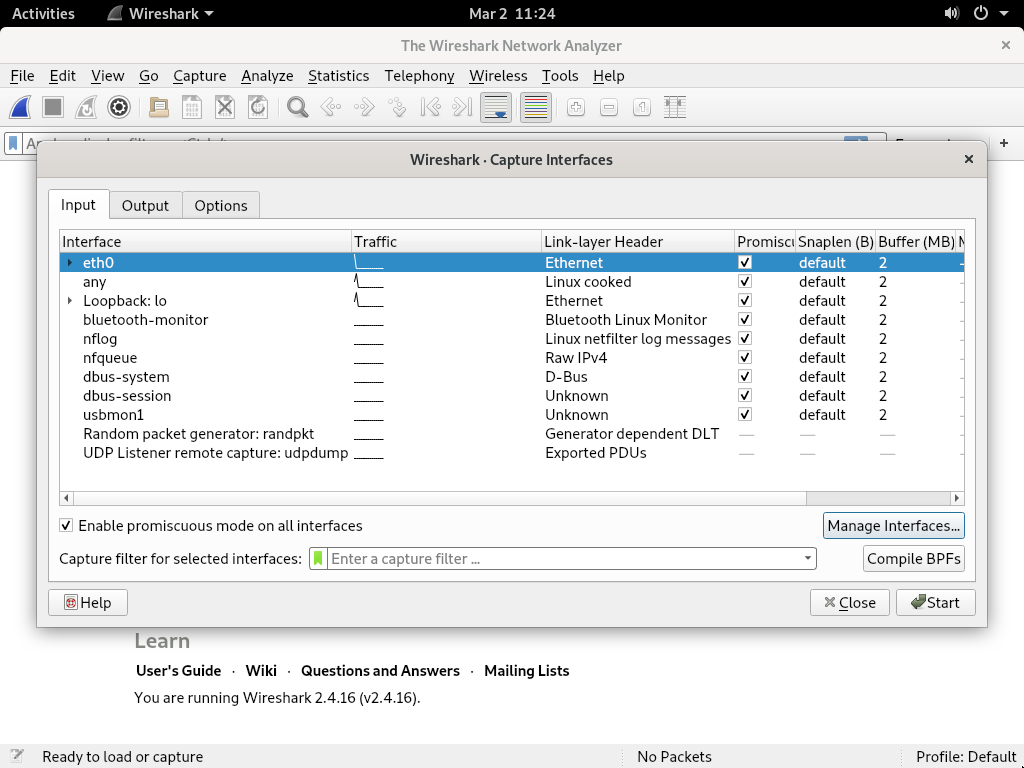 Activities Wireshark Mar 2 11:24
The Wireshark Network Analyzer
File Edit View Go Capture Analyze Statistics Telephony Wireless Tools Help
Wireshark · Capture Interfaces
Input Output Options
Interface Traffic Link-layer Header Promiscu Snaplen (B) Buffer (MB) M
eth0 Ethernet default 2
any Linux cooked default 2
Loopback: lo Ethernet default 2
bluetooth-monitor Bluetooth Linux Monitor default 2
nflog Linux netfilter log messages default 2
nfqueue Raw IPv4 default 2
dbus-system D-Bus default 2
dbus-session Unknown default 2
usbmon1 Unknown default 2
Random packet generator: randpkt Generator dependent DLT — — —
UDP Listener remote capture: udpdump Exported PDUs — — —
Enable promiscuous mode on all interfaces Manage Interfaces...
Capture filter for selected interfaces: Enter a capture filter ... Compile BPFs
Help Close Start
Learn
User's Guide · Wiki · Questions and Answers · Mailing Lists
You are running Wireshark 2.4.16 (v2.4.16).
Ready to load or capture No Packets Profile: Default